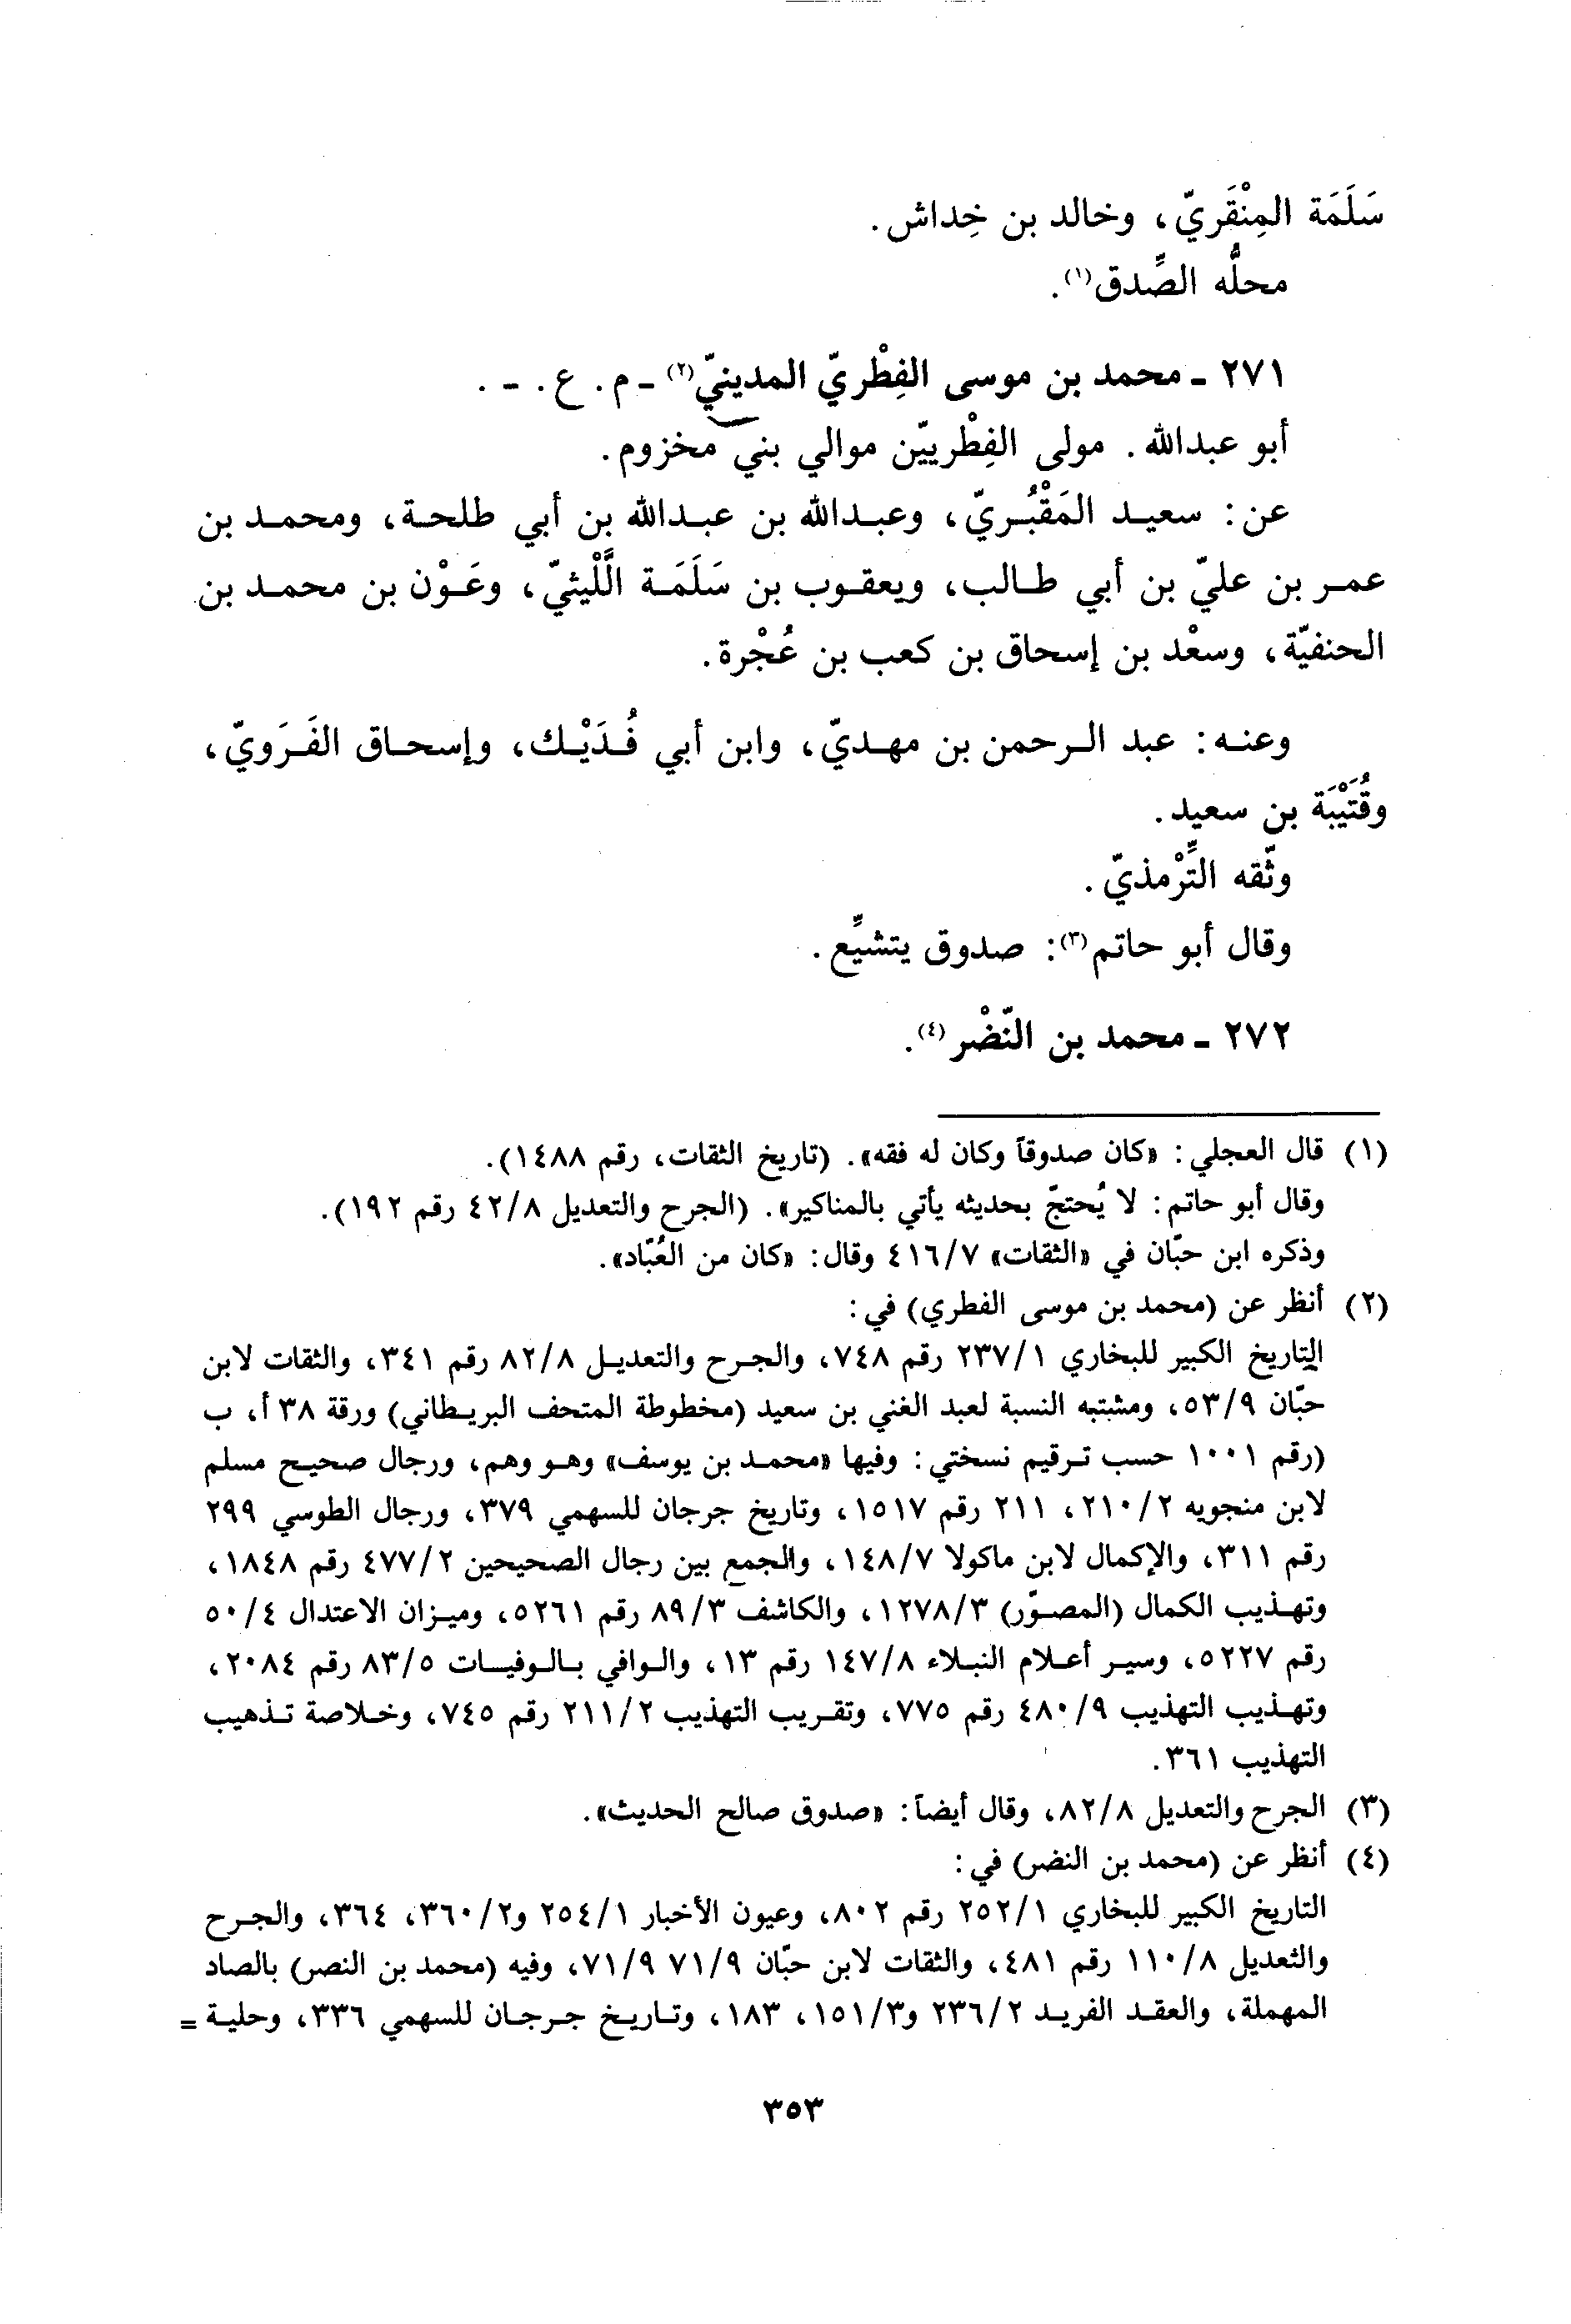 سَلَمَة المِنْقَريّ، وخالد بن خِداش.
محلُّه الصِّدق(١).
٢٧١ ـ محمد بن موسى الفِطْريّ المدينيّ(٢) ـ م. ع. ـ.
أبو عبدالله. مولى الفِطْرييّن موالي بني مخزوم.
عن: سعيد المَقْبُريّ، وعبدالله بن عبدالله بن أبي طلحة، ومحمد بن
عمر بن عليّ بن أبي طالب، ويعقوب بن سَلَمَة الَّلْيثيّ، وعَوْن بن محمد بن
الحنفيّة، وسعْد بن إسحاق بن كعب بن عُجْرة.
وعنه: عبد الرحمن بن مهديّ، وابن أبي فُدَيْك، وإسحاق الفَرَويّ،
وقُتَيْبَة بن سعيد.
وثّقه التِّرْمذيّ.
وقال أبو حاتم(٣): صدوق يتشيِّع.
٢٧٢ ـ محمد بن النّضْر(٤).
(١) قال العجلي: «كان صدوقاً وكان له فقه». (تاريخ الثقات، رقم ١٤٨٨).
وقال أبو حاتم: لا يُحتجّ بحديثه يأتي بالمناكير». (الجرح والتعديل ٤٢/٨ رقم ١٩٢).
وذكره ابن حبّان في «الثقات» ٤١٦/٧ وقال: «كان من العُبّاد».
(٢) أنظر عن (محمد بن موسى الفطري) في:
التاريخ الكبير للبخاري ٢٣٧/١ رقم ٧٤٨، والجرح والتعديل ٨٢/٨ رقم ٣٤١، والثقات لابن
حبّان ٥٣/٩، ومشتبه النسبة لعبد الغني بن سعيد (مخطوطة المتحف البريطاني) ورقة ٣٨ أ، ب
(رقم ١٠٠١ حسب ترقيم نسختي: وفيها «محمد بن يوسف» وهو وهم، ورجال صحيح مسلم
لابن منجويه ٢١٠/٢، ٢١١ رقم ١٥١٧، وتاريخ جرجان للسهمي ٣٧٩، ورجال الطوسي ٢٩٩
رقم ٣١١، والإكمال لابن ماكولا ١٤٨/٧، والجمع بين رجال الصحيحين ٤٧٧/٢ رقم ١٨٤٨،
وتهذيب الكمال (المصوّر) ١٢٧٨/٣، والكاشف ٨٩/٣ رقم ٥٢٦١، وميزان الاعتدال ٥٠/٤
رقم ٥٢٢٧، وسير أعلام النبلاء ١٤٧/٨ رقم ١٣، والوافي بالوفيات ٨٣/٥ رقم ٢٠٨٤،
وتهذيب التهذيب ٤٨٠/٩ رقم ٧٧٥، وتقريب التهذيب ٢١١/٢ رقم ٧٤٥، وخلاصة تذهيب
التهذيب ٣٦١.
(٣) الجرح والتعديل ٨٢/٨، وقال أيضاً: «صدوق صالح الحديث».
(٤) أنظر عن (محمد بن النضر) في:
التاريخ الكبير للبخاري ٢٥٢/١ رقم ٨٠٢، وعيون الأخبار ٢٥٤/١ و٣٦٠/٢، ٣٦٤، والجرح
والتعديل ١١٠/٨ رقم ٤٨١، والثقات لابن حبّان ٧١/٩ ٧١/٩، وفيه (محمد بن النصر) بالصاد
المهملة، والعقد الفريد ٢٣٦/٢ و١٥١/٣، ١٨٣، وتاريخ جرجان للسهمي ٣٣٦، وحلية =
٣٥٣